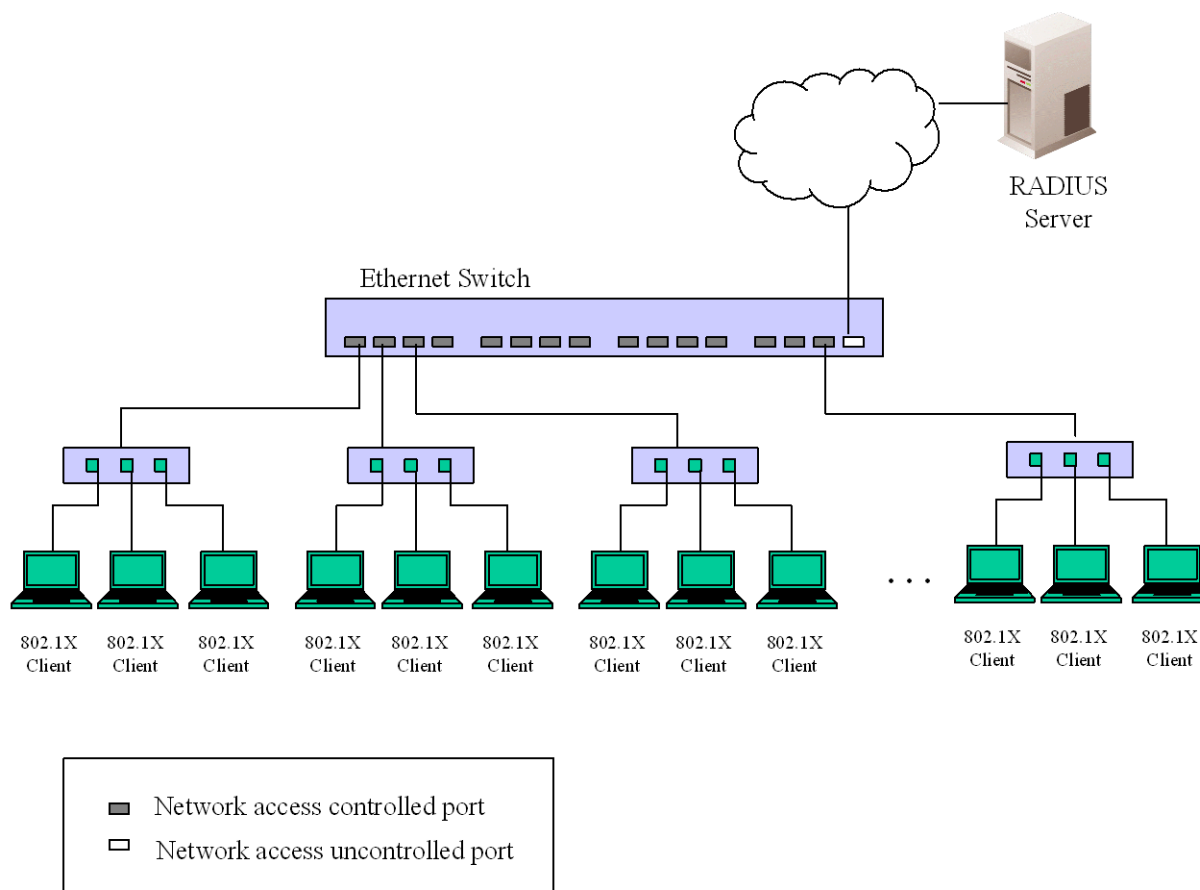 RADIUS
Server
Ethernet Switch
802.1X
Client
802.1X
Client
802.1X
Client
802.1X
Client
802.1X
Client
802.1X
Client
802.1X
Client
802.1X
Client
802.1X
Client
. . .
802.1X
Client
802.1X
Client
802.1X
Client
Network access controlled port
Network access uncontrolled port